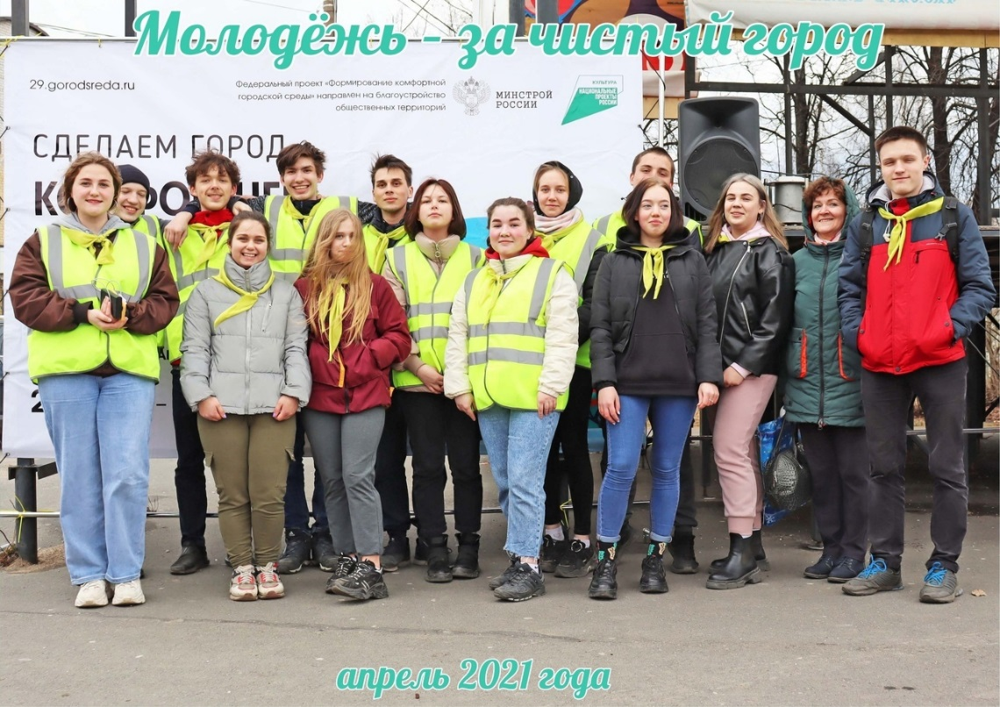 Молодёжь - за чистый город
29.gorodsreda.ru
Федеральный проект «Формирование комфортной
городской среды» направлен на благоустройство
общественных территорий
МИНСТРОЙ
РОССИИ
КУЛЬТУРА
НАЦИОНАЛЬНЫЕ
ПРОЕКТЫ
РОССИИ
СДЕЛАЕМ ГОРОД
апрель 2021 года